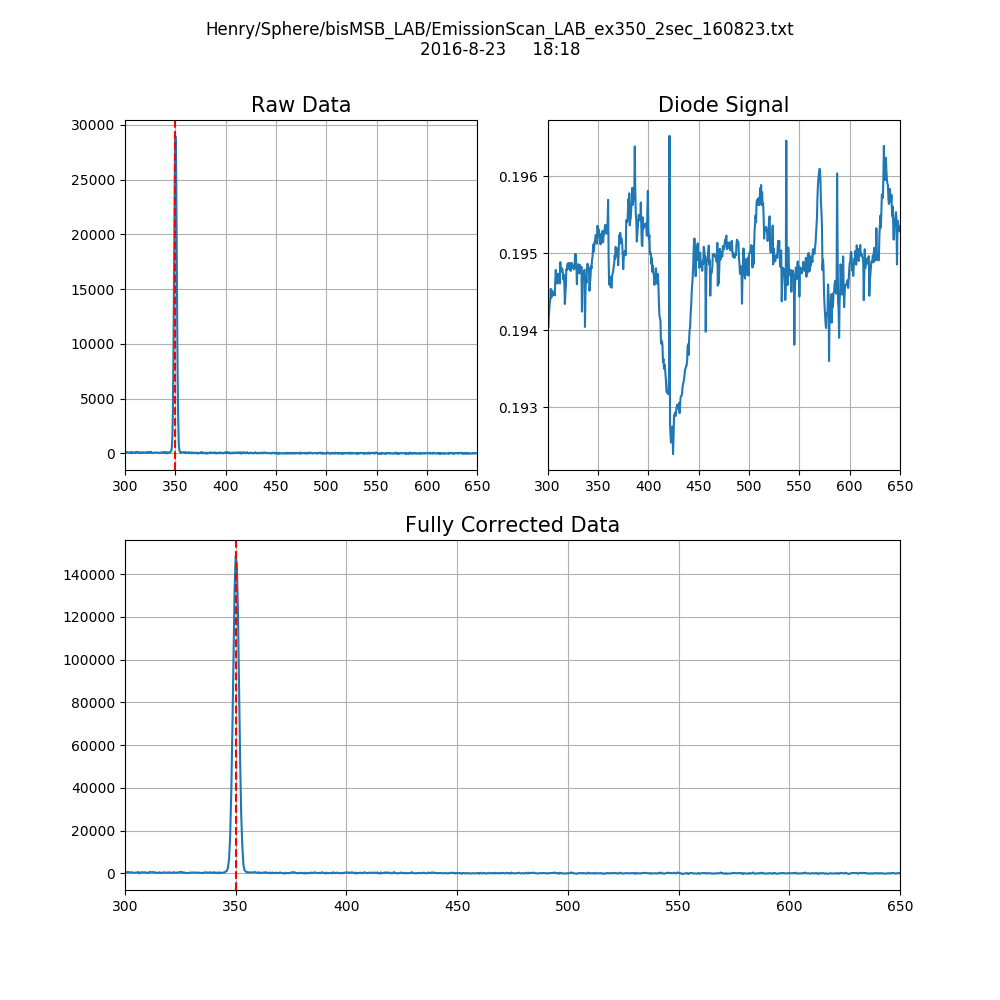 Henry/Sphere/bisMSB_LAB/EmissionScan_LAB_ex350_2sec_160823.txt
2016-8-23 18:18
Raw Data
30000
25000
20000
15000
10000
5000
0
300 350 400 450 500 550 600 650
Diode Signal
0.196
0.195
0.194
0.193
300 350 400 450 500 550 600 650
Fully Corrected Data
140000
120000
100000
80000
60000
40000
20000
0
300 350 400 450 500 550 600 650